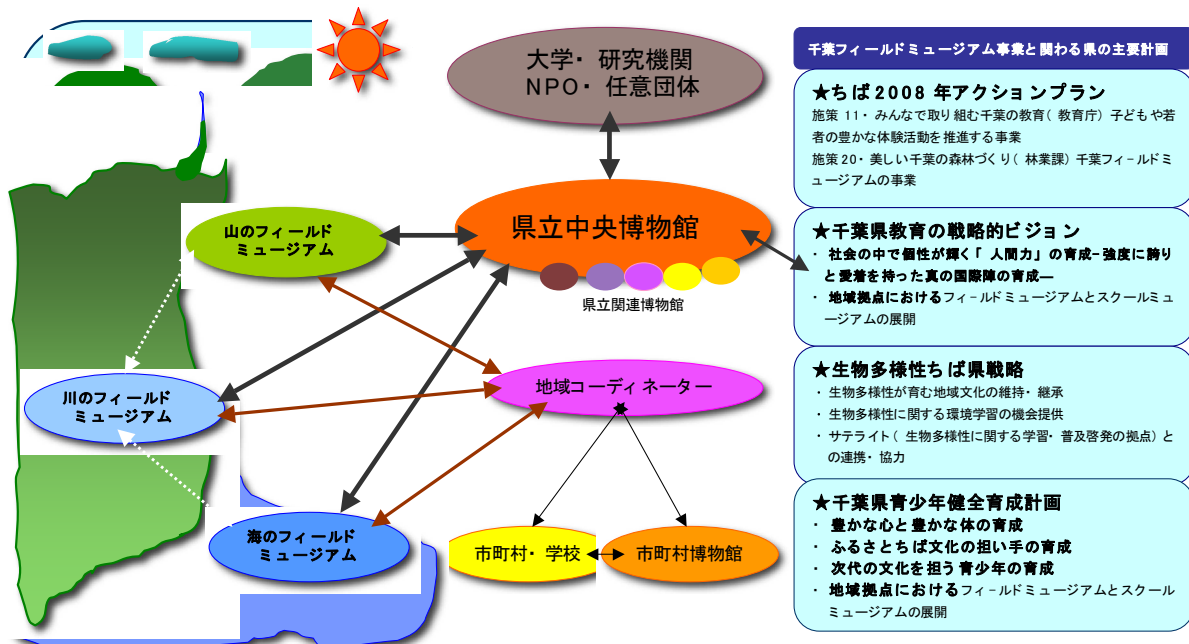 大学・研究機関
NPO・任意団体
県立中央博物館
県立関連博物館
山のフィールド
ミュージアム
川のフィールド
ミュージアム
海のフィールド
ミュージアム
地域コーディネーター
市町村・学校
市町村博物館
千葉フィールドミュージアム事業と関わる県の主要計画
★ちば2008年アクションプラン
施策 11・みんなで取り組む千葉の教育(教育庁)子どもや若
者の豊かな体験活動を推進する事業
施策20・美しい千葉の森林づくり(林業課)千葉フィ-ルドミ
ュージアムの事業
★千葉県教育の戦略的ビジョン
・ 社会の中で個性が輝く「人間力」の育成-強度に誇り
と愛着を持った真の国際陣の育成―
・ 地域拠点におけるフィ-ルドミュージアムとスクールミュ
ージアムの展開
★生物多様性ちば県戦略
・ 生物多様性が育む地域文化の維持・継承
・ 生物多様性に関する環境学習の機会提供
・ サテライト(生物多様性に関する学習・普及啓発の拠点)と
の連携・協力
★千葉県青少年健全育成計画
・ 豊かな心と豊かな体の育成
・ ふるさとちば文化の担い手の育成
・ 次代の文化を担う青少年の育成
・ 地域拠点におけるフィ-ルドミュージアムとスクール
ミュージアムの展開